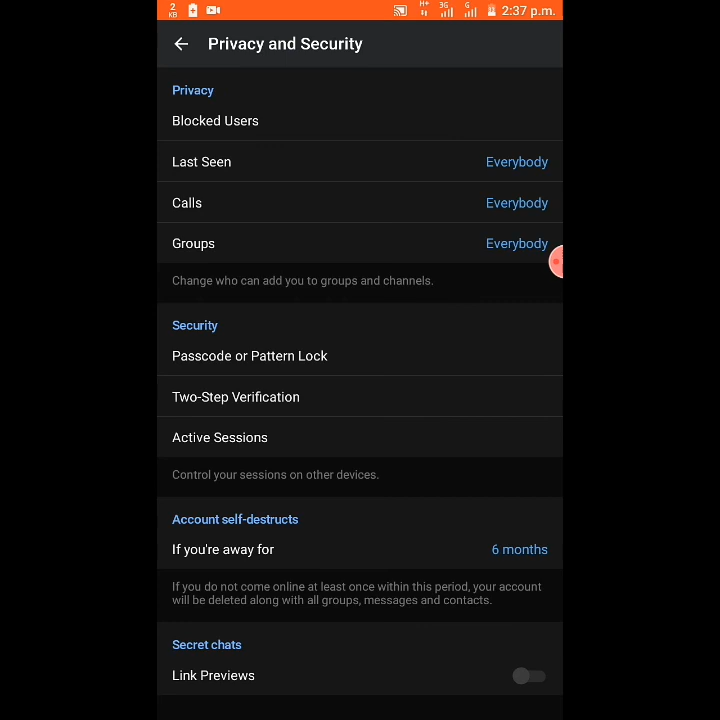 2 KB H+ 3G G 2:37 p.m.
Privacy and Security
Privacy
Blocked Users
Last Seen Everybody
Calls Everybody
Groups Everybody
Change who can add you to groups and channels.
Security
Passcode or Pattern Lock
Two-Step Verification
Active Sessions
Control your sessions on other devices.
Account self-destructs
If you're away for 6 months
If you do not come online at least once within this period, your account
will be deleted along with all groups, messages and contacts.
Secret chats
Link Previews